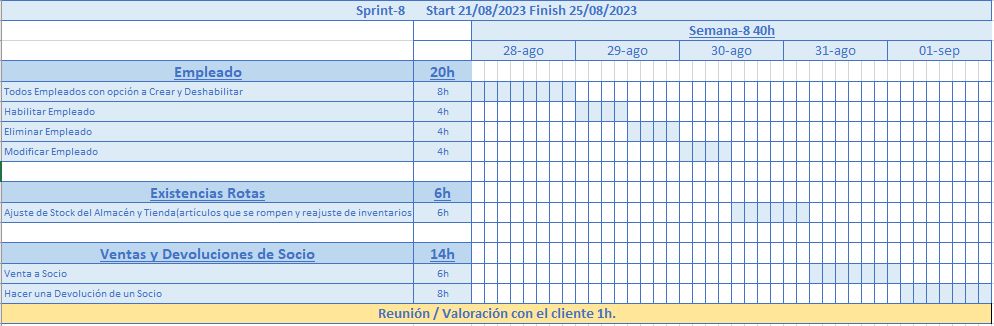 Sprint-8 Start 21/08/2023 Finish 25/08/2023
Semana-8 40h
28-ago 29-ago 30-ago 31-ago 01-sep
Empleado 20h
Todos Empleados con opción a Crear y Deshabilitar 8h
Habilitar Empleado 4h
Eliminar Empleado 4h
Modificar Empleado 4h
Existencias Rotas 6h
Ajuste de Stock del Almacén y Tienda(artículos que se rompen y reajuste de inventarios 6h
Ventas y Devoluciones de Socio 14h
Venta a Socio 6h
Hacer una Devolución de un Socio 8h
Reunión / Valoración con el cliente 1h.